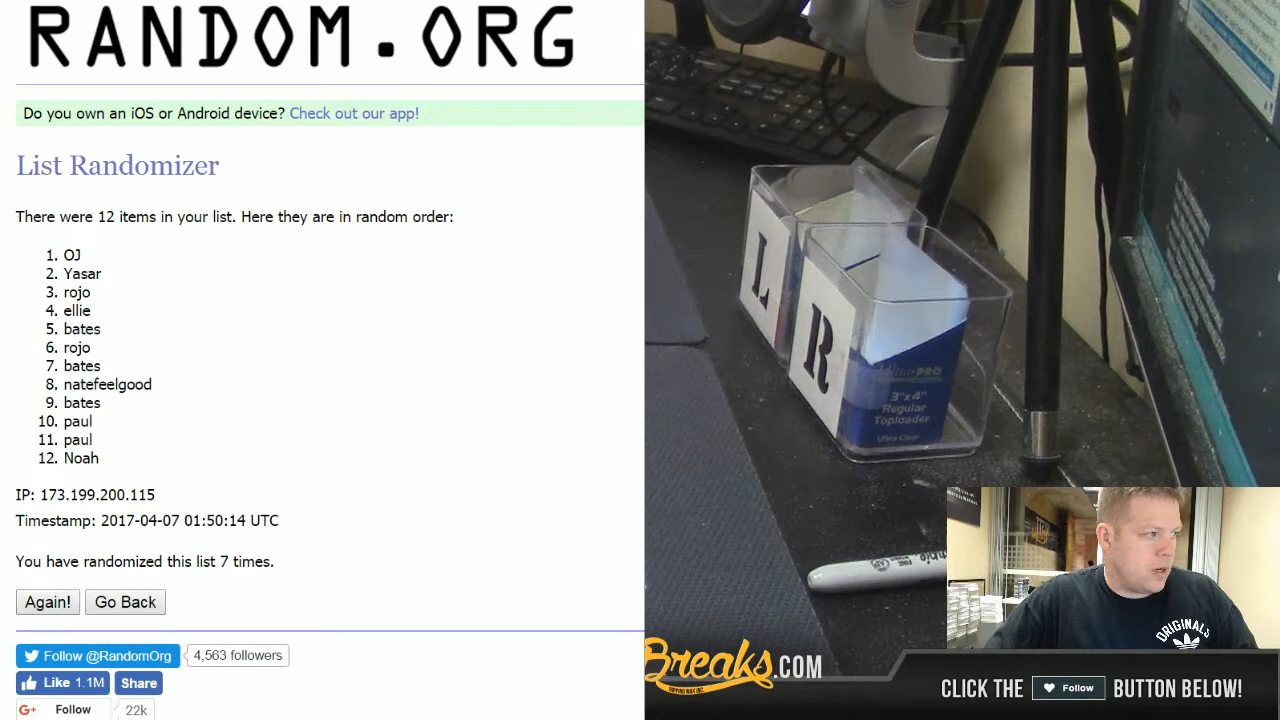 RANDOM.ORG
Do you own an iOS or Android device? Check out our app!
List Randomizer
There were 12 items in your list. Here they are in random order:
1. OJ
2. Yasar
3. rojo
4. ellie
5. bates
6. rojo
7. bates
8. natefeelgood
9. bates
10. paul
11. paul
12. Noah
IP: 173.199.200.115
Timestamp: 2017-04-07 01:50:14 UTC
You have randomized this list 7 times.
Again! Go Back
Follow @RandomOrg 4,563 followers
Like 1.1M Share
G+ Follow 22k
L
R
Ultra PRO
3"x4"
Regular
Toploader
Ultra Clear
ORIGINALS
Breaks.COM
CLICK THE Follow BUTTON BELOW!